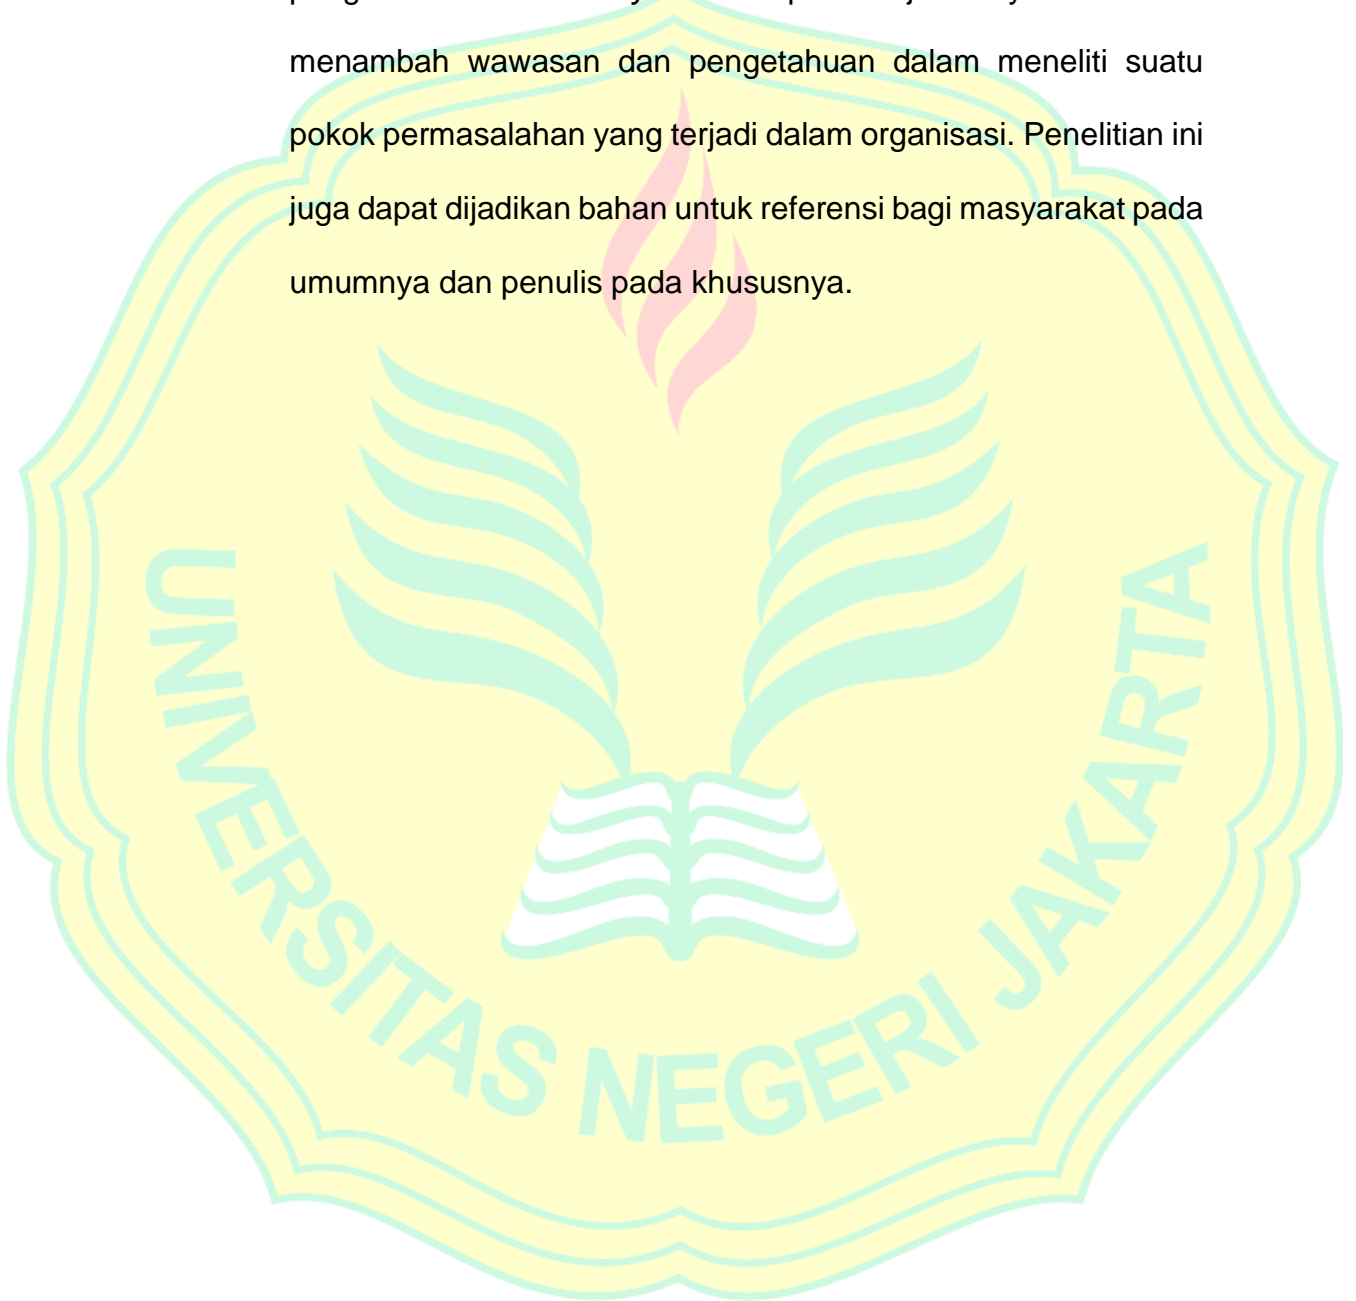 menambah wawasan dan pengetahuan dalam meneliti suatu
pokok permasalahan yang terjadi dalam organisasi. Penelitian ini
juga dapat dijadikan bahan untuk referensi bagi masyarakat pada
umumnya dan penulis pada khususnya.
UNIVERSITAS NEGERI JAKARTA